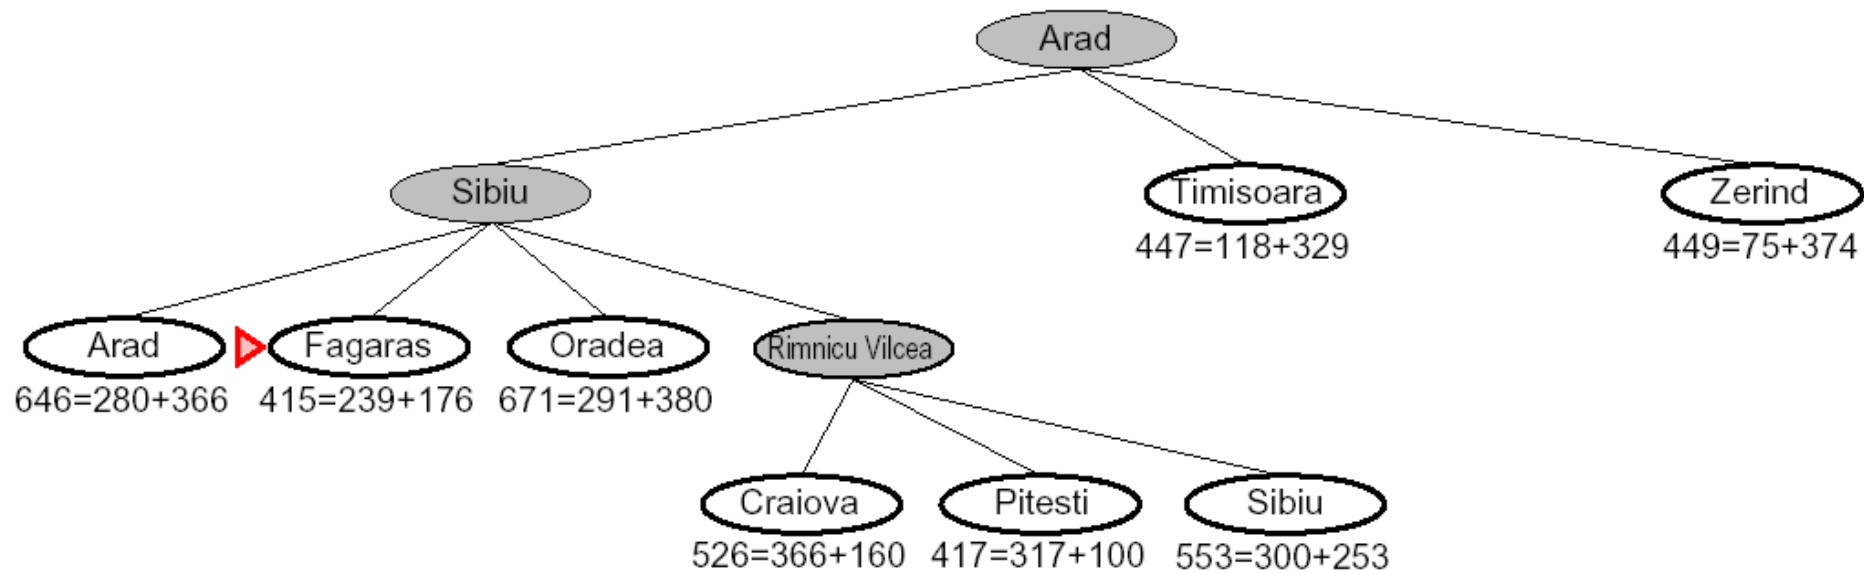 Arad
Sibiu
Timisoara
Zerind
447=118+329
449=75+374
Arad
Fagaras
Oradea
Rimnicu Vilcea
646=280+366
415=239+176
671=291+380
Craiova
Pitesti
Sibiu
526=366+160
417=317+100
553=300+253